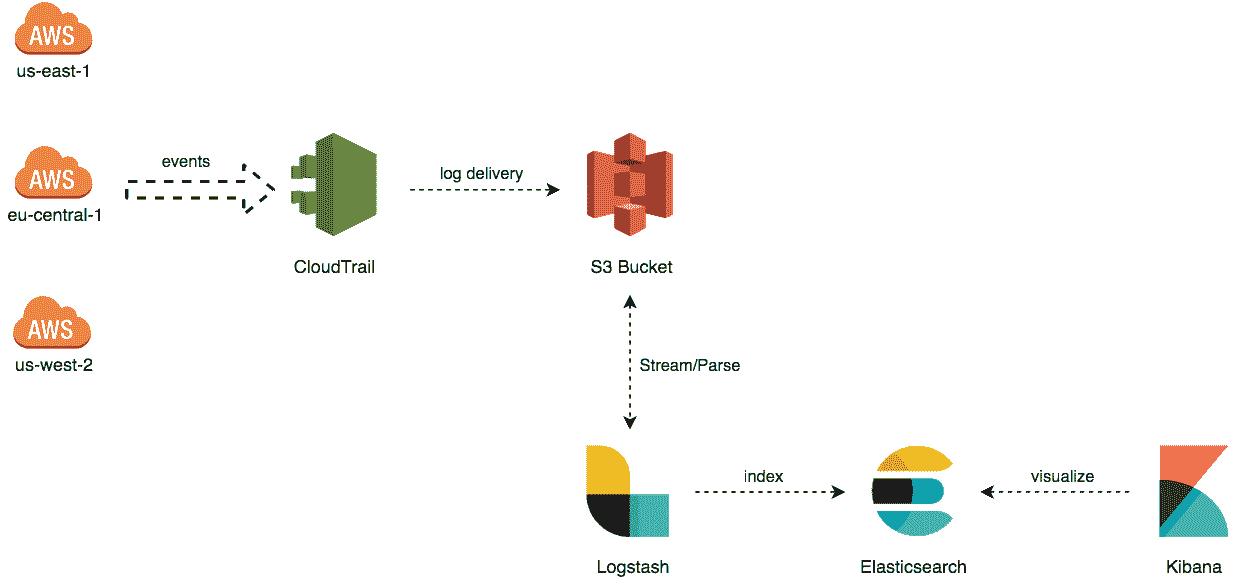 AWS
us-east-1
AWS
eu-central-1
events
CloudTrail
log delivery
S3 Bucket
AWS
us-west-2
Stream/Parse
Logstash
index
Elasticsearch
visualize
Kibana